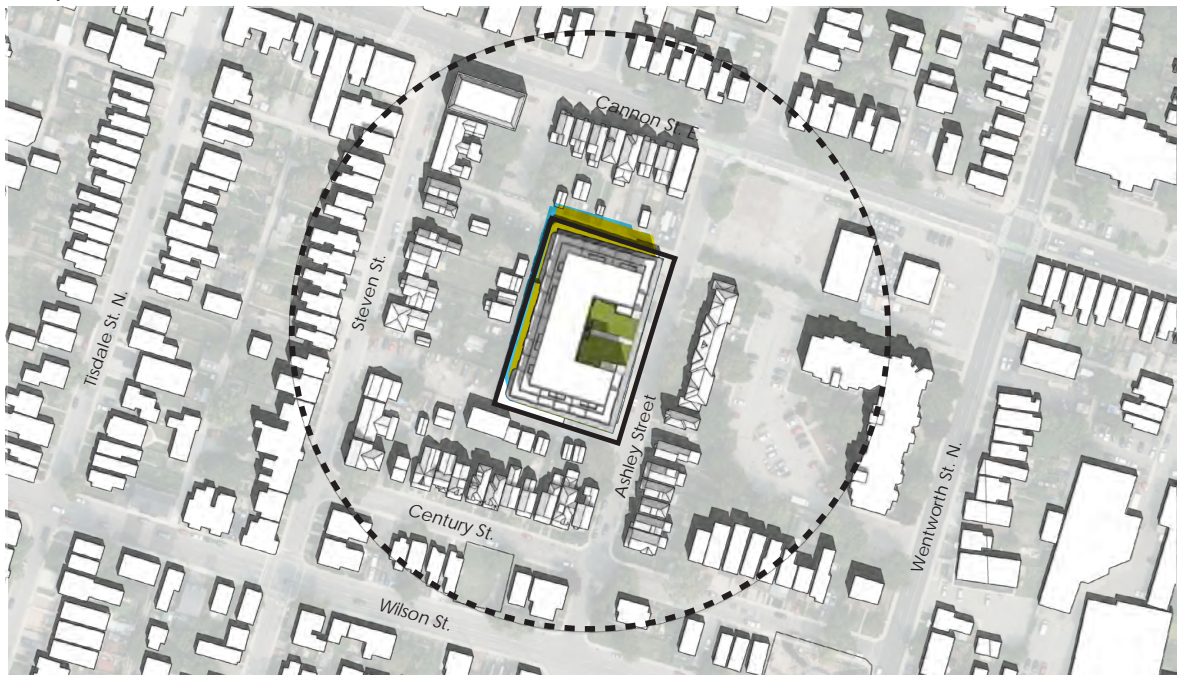 Cannon St. E
Steven St.
Tisdale St. N.
Ashley Street
Century St.
Wentworth St. N.
Wilson St.